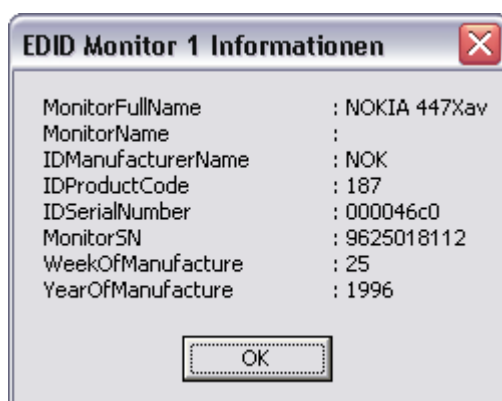 EDID Monitor 1 Informationen
MonitorFullName : NOKIA 447Xav
MonitorName :
IDManufacturerName : NOK
IDProductCode : 187
IDSerialNumber : 000046c0
MonitorSN : 9625018112
WeekOfManufacture : 25
YearOfManufacture : 1996
OK